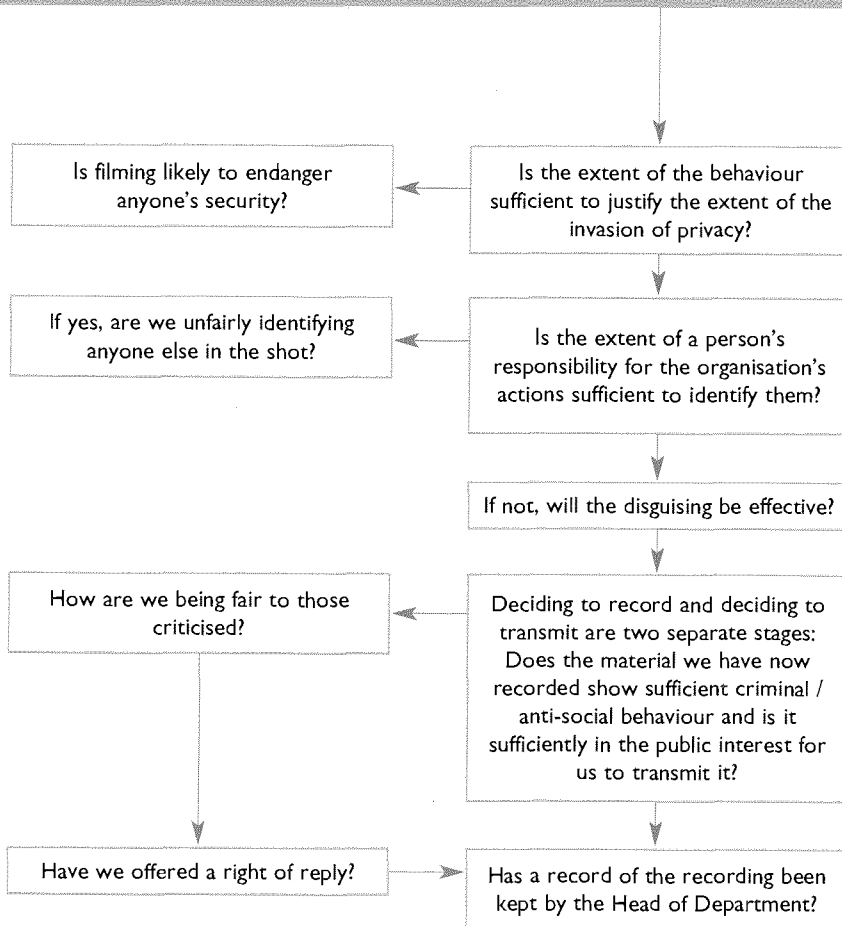 Is filming likely to endanger
anyone's security?
Is the extent of the behaviour
sufficient to justify the extent of the
invasion of privacy?
If yes, are we unfairly identifying
anyone else in the shot?
Is the extent of a person's
responsibility for the organisation's
actions sufficient to identify them?
If not, will the disguising be effective?
How are we being fair to those
criticised?
Deciding to record and deciding to
transmit are two separate stages:
Does the material we have now
recorded show sufficient criminal /
anti-social behaviour and is it
sufficiently in the public interest for
us to transmit it?
Have we offered a right of reply?
Has a record of the recording been
kept by the Head of Department?